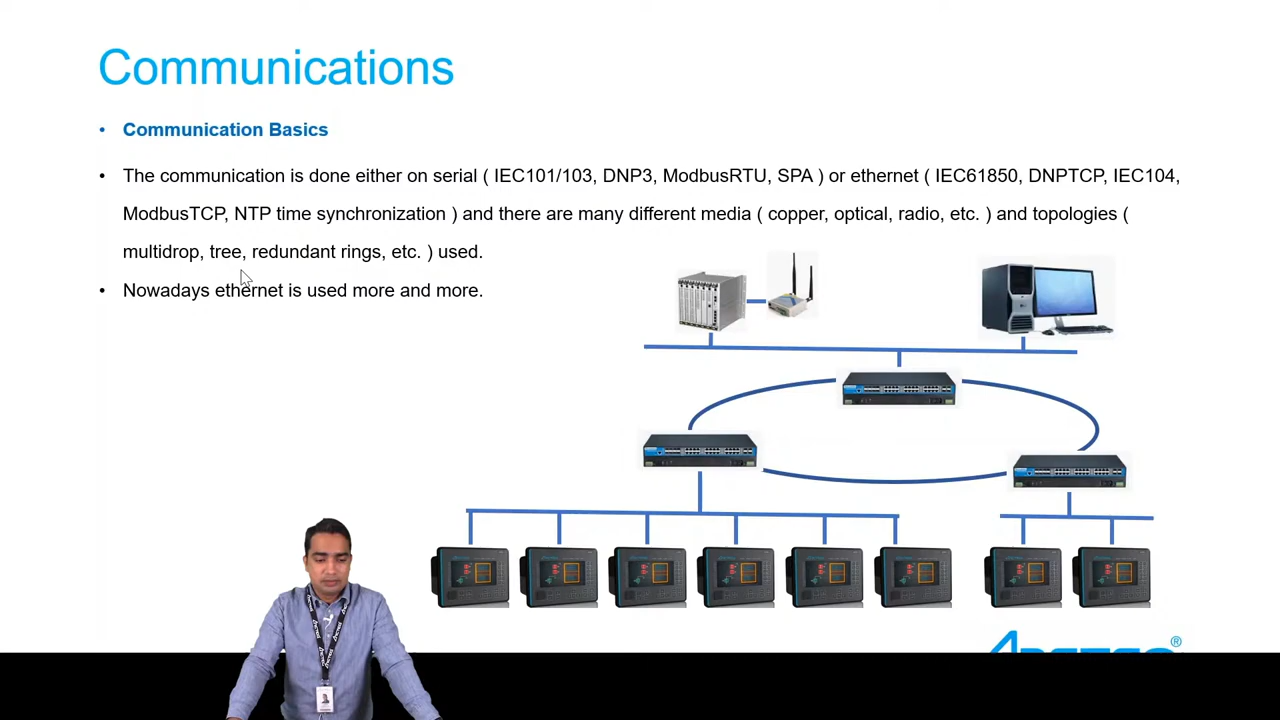 Communications
• Communication Basics
• The communication is done either on serial ( IEC101/103, DNP3, ModbusRTU, SPA ) or ethernet ( IEC61850, DNPTCP, IEC104,
ModbusTCP, NTP time synchronization ) and there are many different media ( copper, optical, radio, etc. ) and topologies (
multidrop, tree, redundant rings, etc. ) used.
• Nowadays ethernet is used more and more.